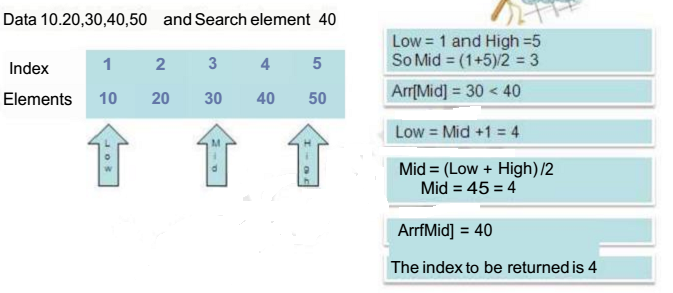 Data 10.20,30,40,50 and Search element 40
Index 1 2 3 4 5
Elements 10 20 30 40 50
Low
Mid
High
Low = 1 and High =5
So Mid = (1+5)/2 = 3
Arr[Mid] = 30 < 40
Low = Mid +1 = 4
Mid = (Low + High)/2
Mid = 45 = 4
ArrfMid] = 40
The index to be returned is 4